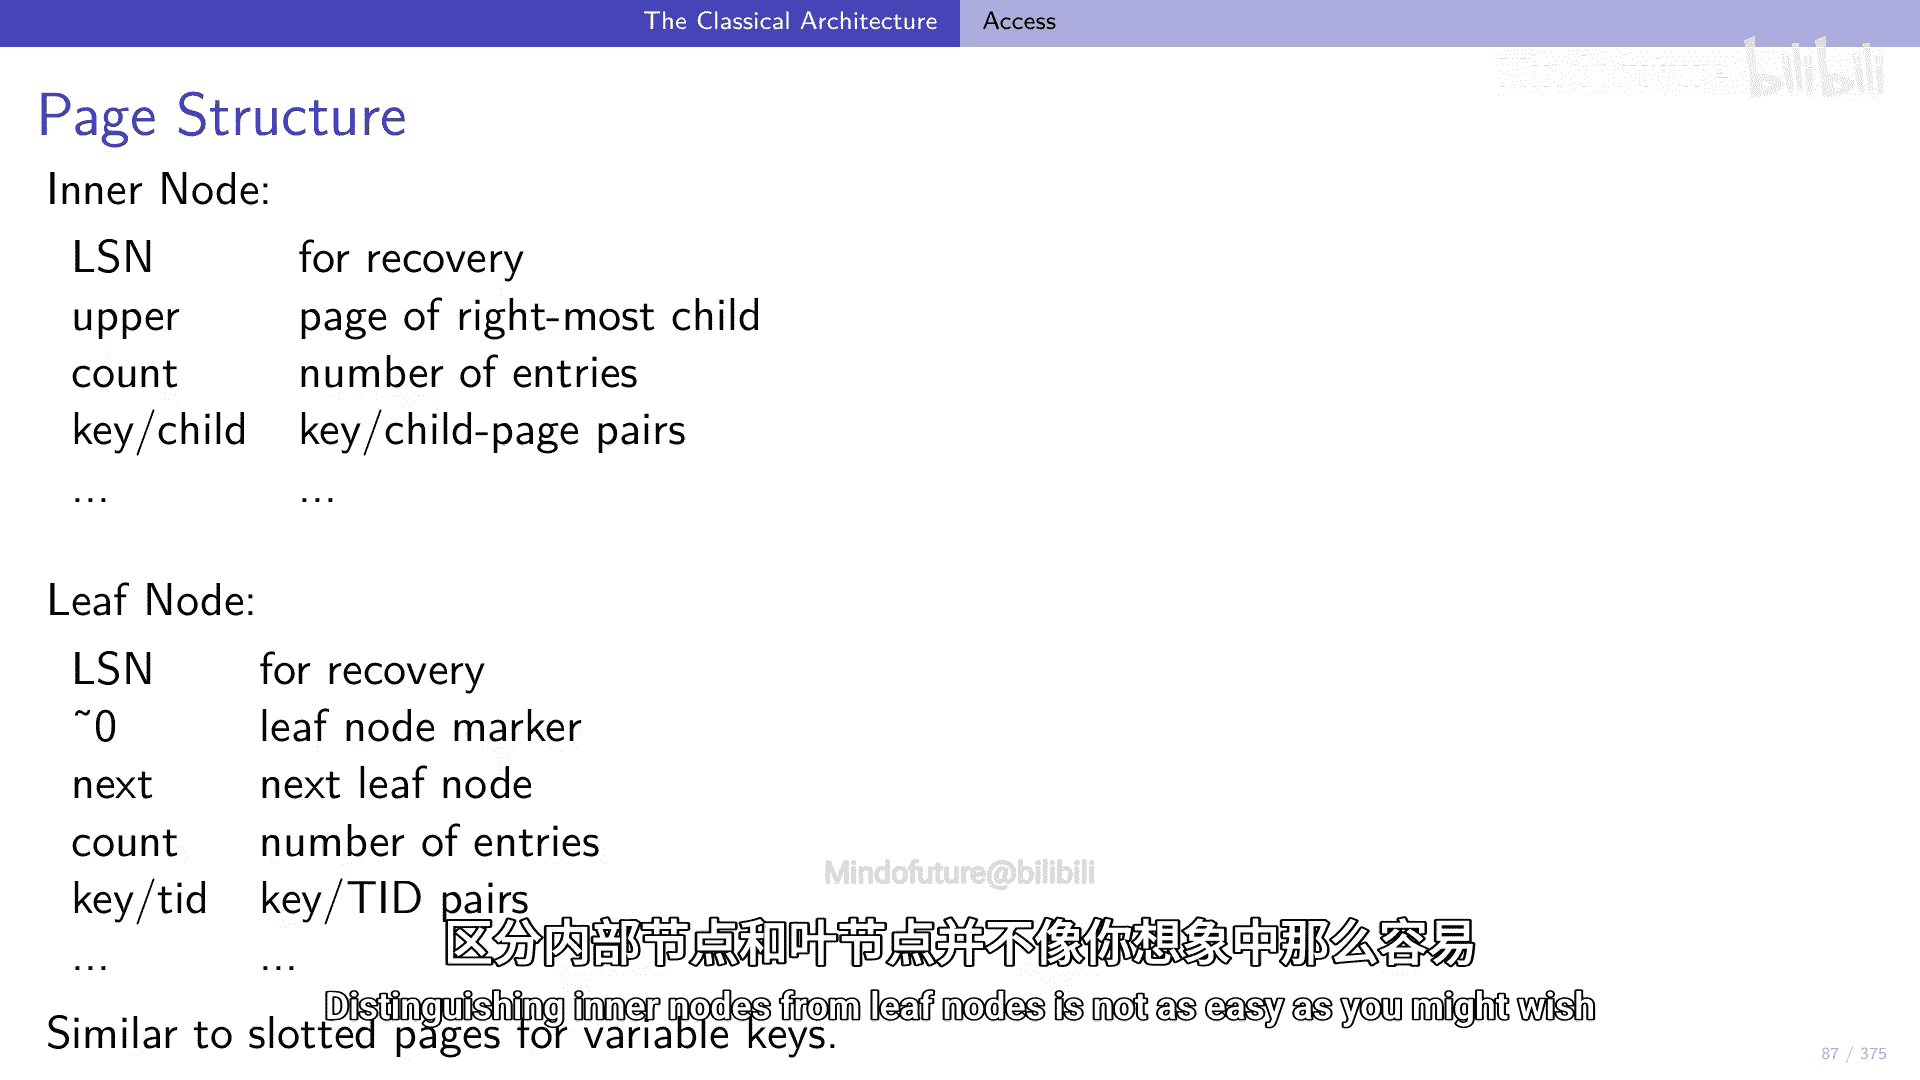 The Classical Architecture Access
bilibili
Page Structure
Inner Node:
LSN for recovery
upper page of right-most child
count number of entries
key/child key/child-page pairs
... ...
Leaf Node:
LSN for recovery
~0 leaf node marker
next next leaf node
count number of entries
Mindofuture@bilibili
key/tid key/TID pairs
区分内部节点和叶节点并不像你想象中那么容易
... ...
Distinguishing inner nodes from leaf nodes is not as easy as you might wish
Similar to slotted pages for variable keys.
87 / 375